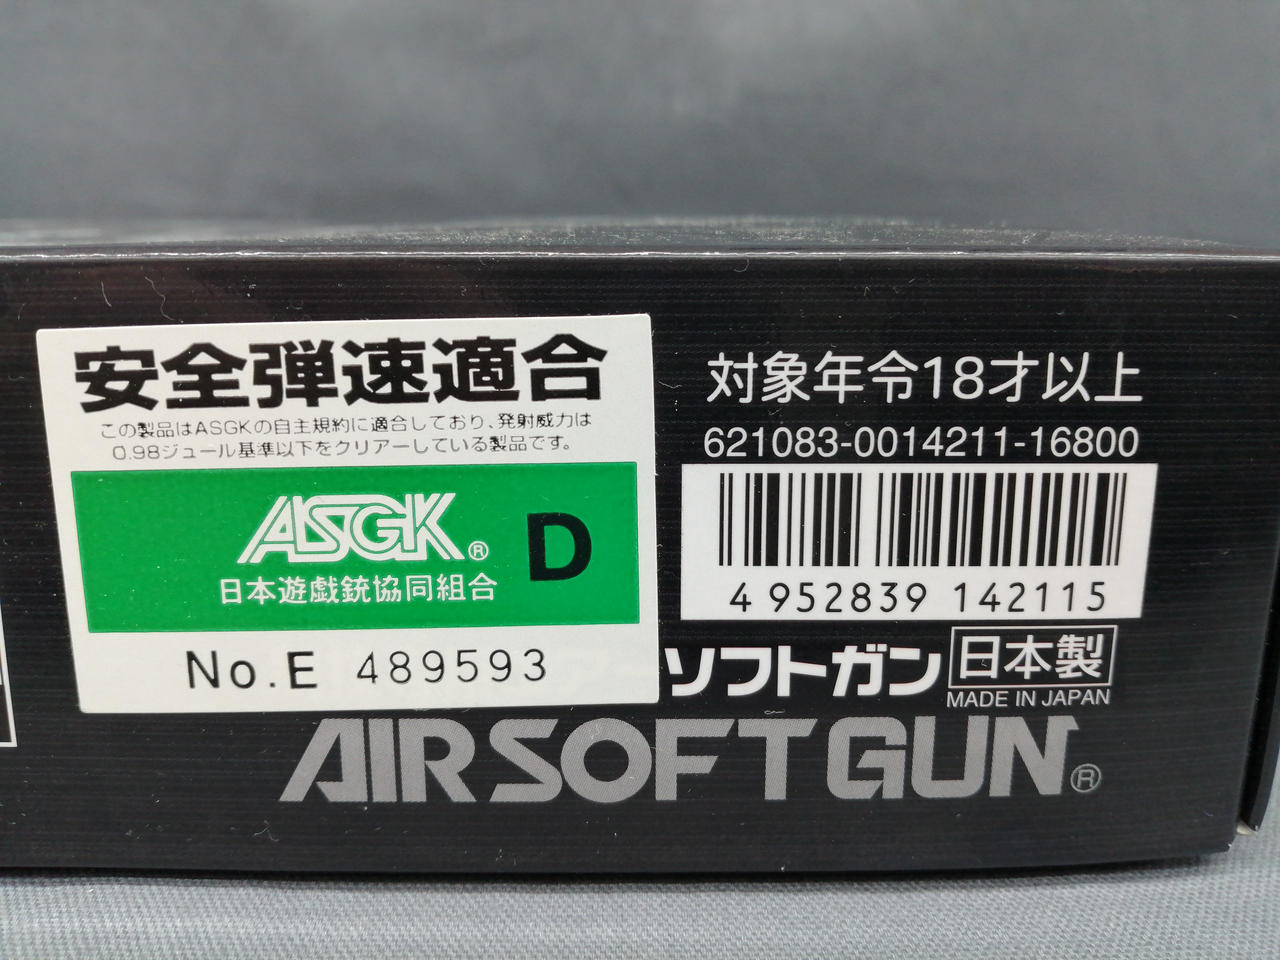 安全弾速適合
この製品はASGKの自主規約に適合しており、発射威力は
0.98ジュール基準以下をクリアーしている製品です。
ASGK®
D
日本遊戯銃協同組合
No.E 489593
対象年令18才以上
621083-0014211-16800
4 952839 142115
ソフトガン
日本製
MADE IN JAPAN
AIRSOFT GUN®